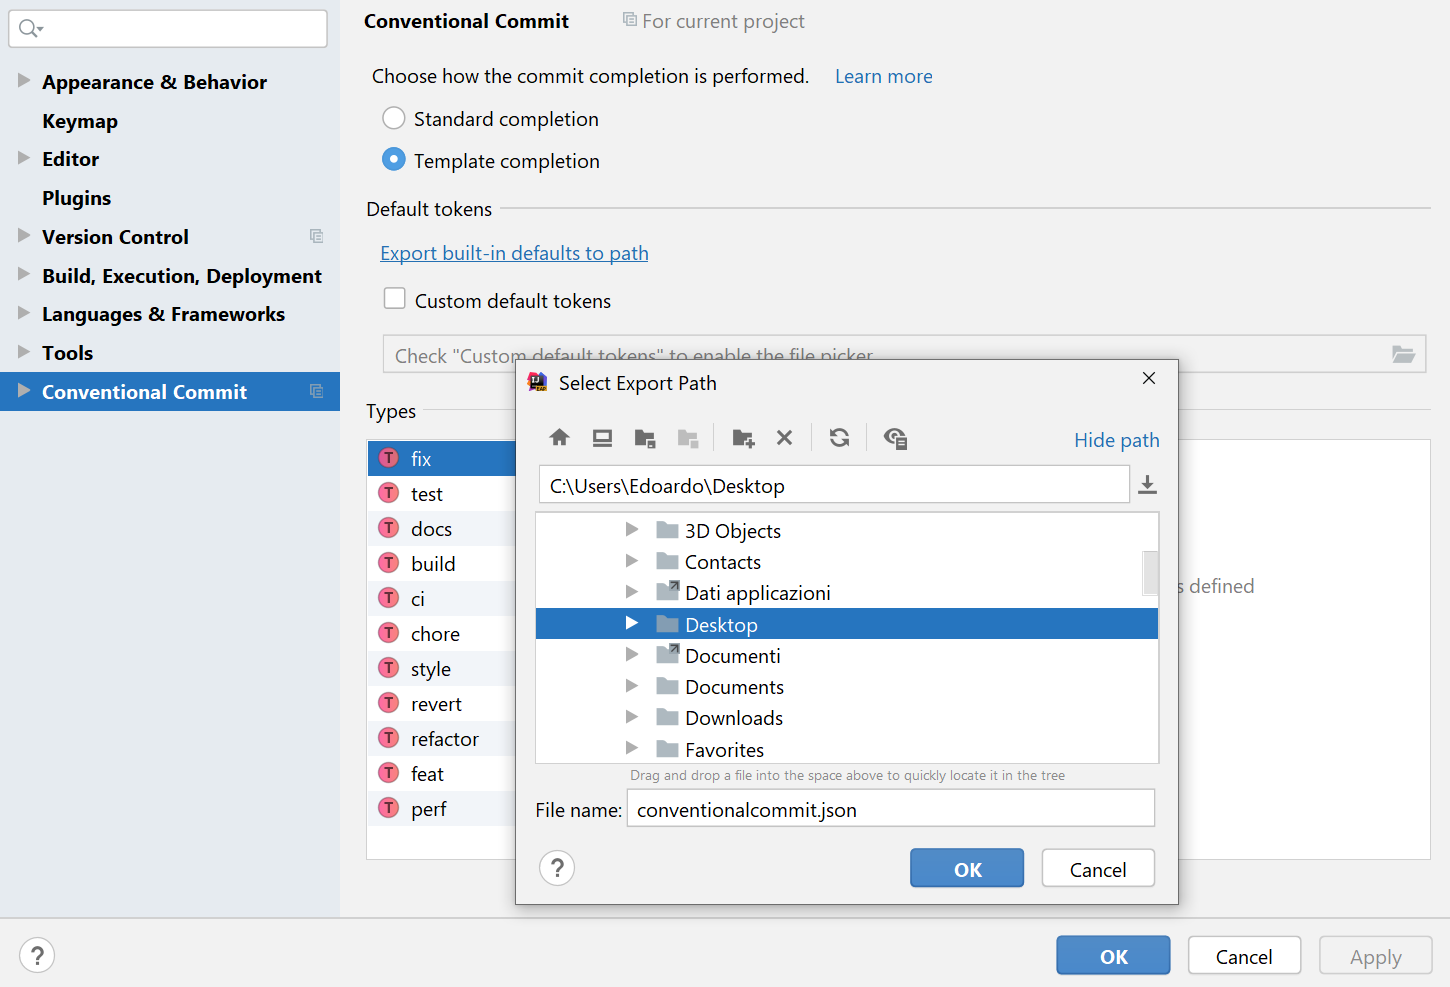 Conventional Commit
For current project
Appearance & Behavior
Keymap
Editor
Plugins
Version Control
Build, Execution, Deployment
Languages & Frameworks
Tools
Conventional Commit
Choose how the commit completion is performed. Learn more
Standard completion
Template completion
Default tokens
Export built-in defaults to path
Custom default tokens
Check "Custom default tokens" to enable the file picker
Types
fix
test
docs
build
ci
chore
style
revert
refactor
feat
perf
s defined
Select Export Path
Hide path
C:\Users\Edoardo\Desktop
3D Objects
Contacts
Dati applicazioni
Desktop
Documenti
Documents
Downloads
Favorites
Drag and drop a file into the space above to quickly locate it in the tree
File name: conventionalcommit.json
? OK Cancel
? OK Cancel Apply